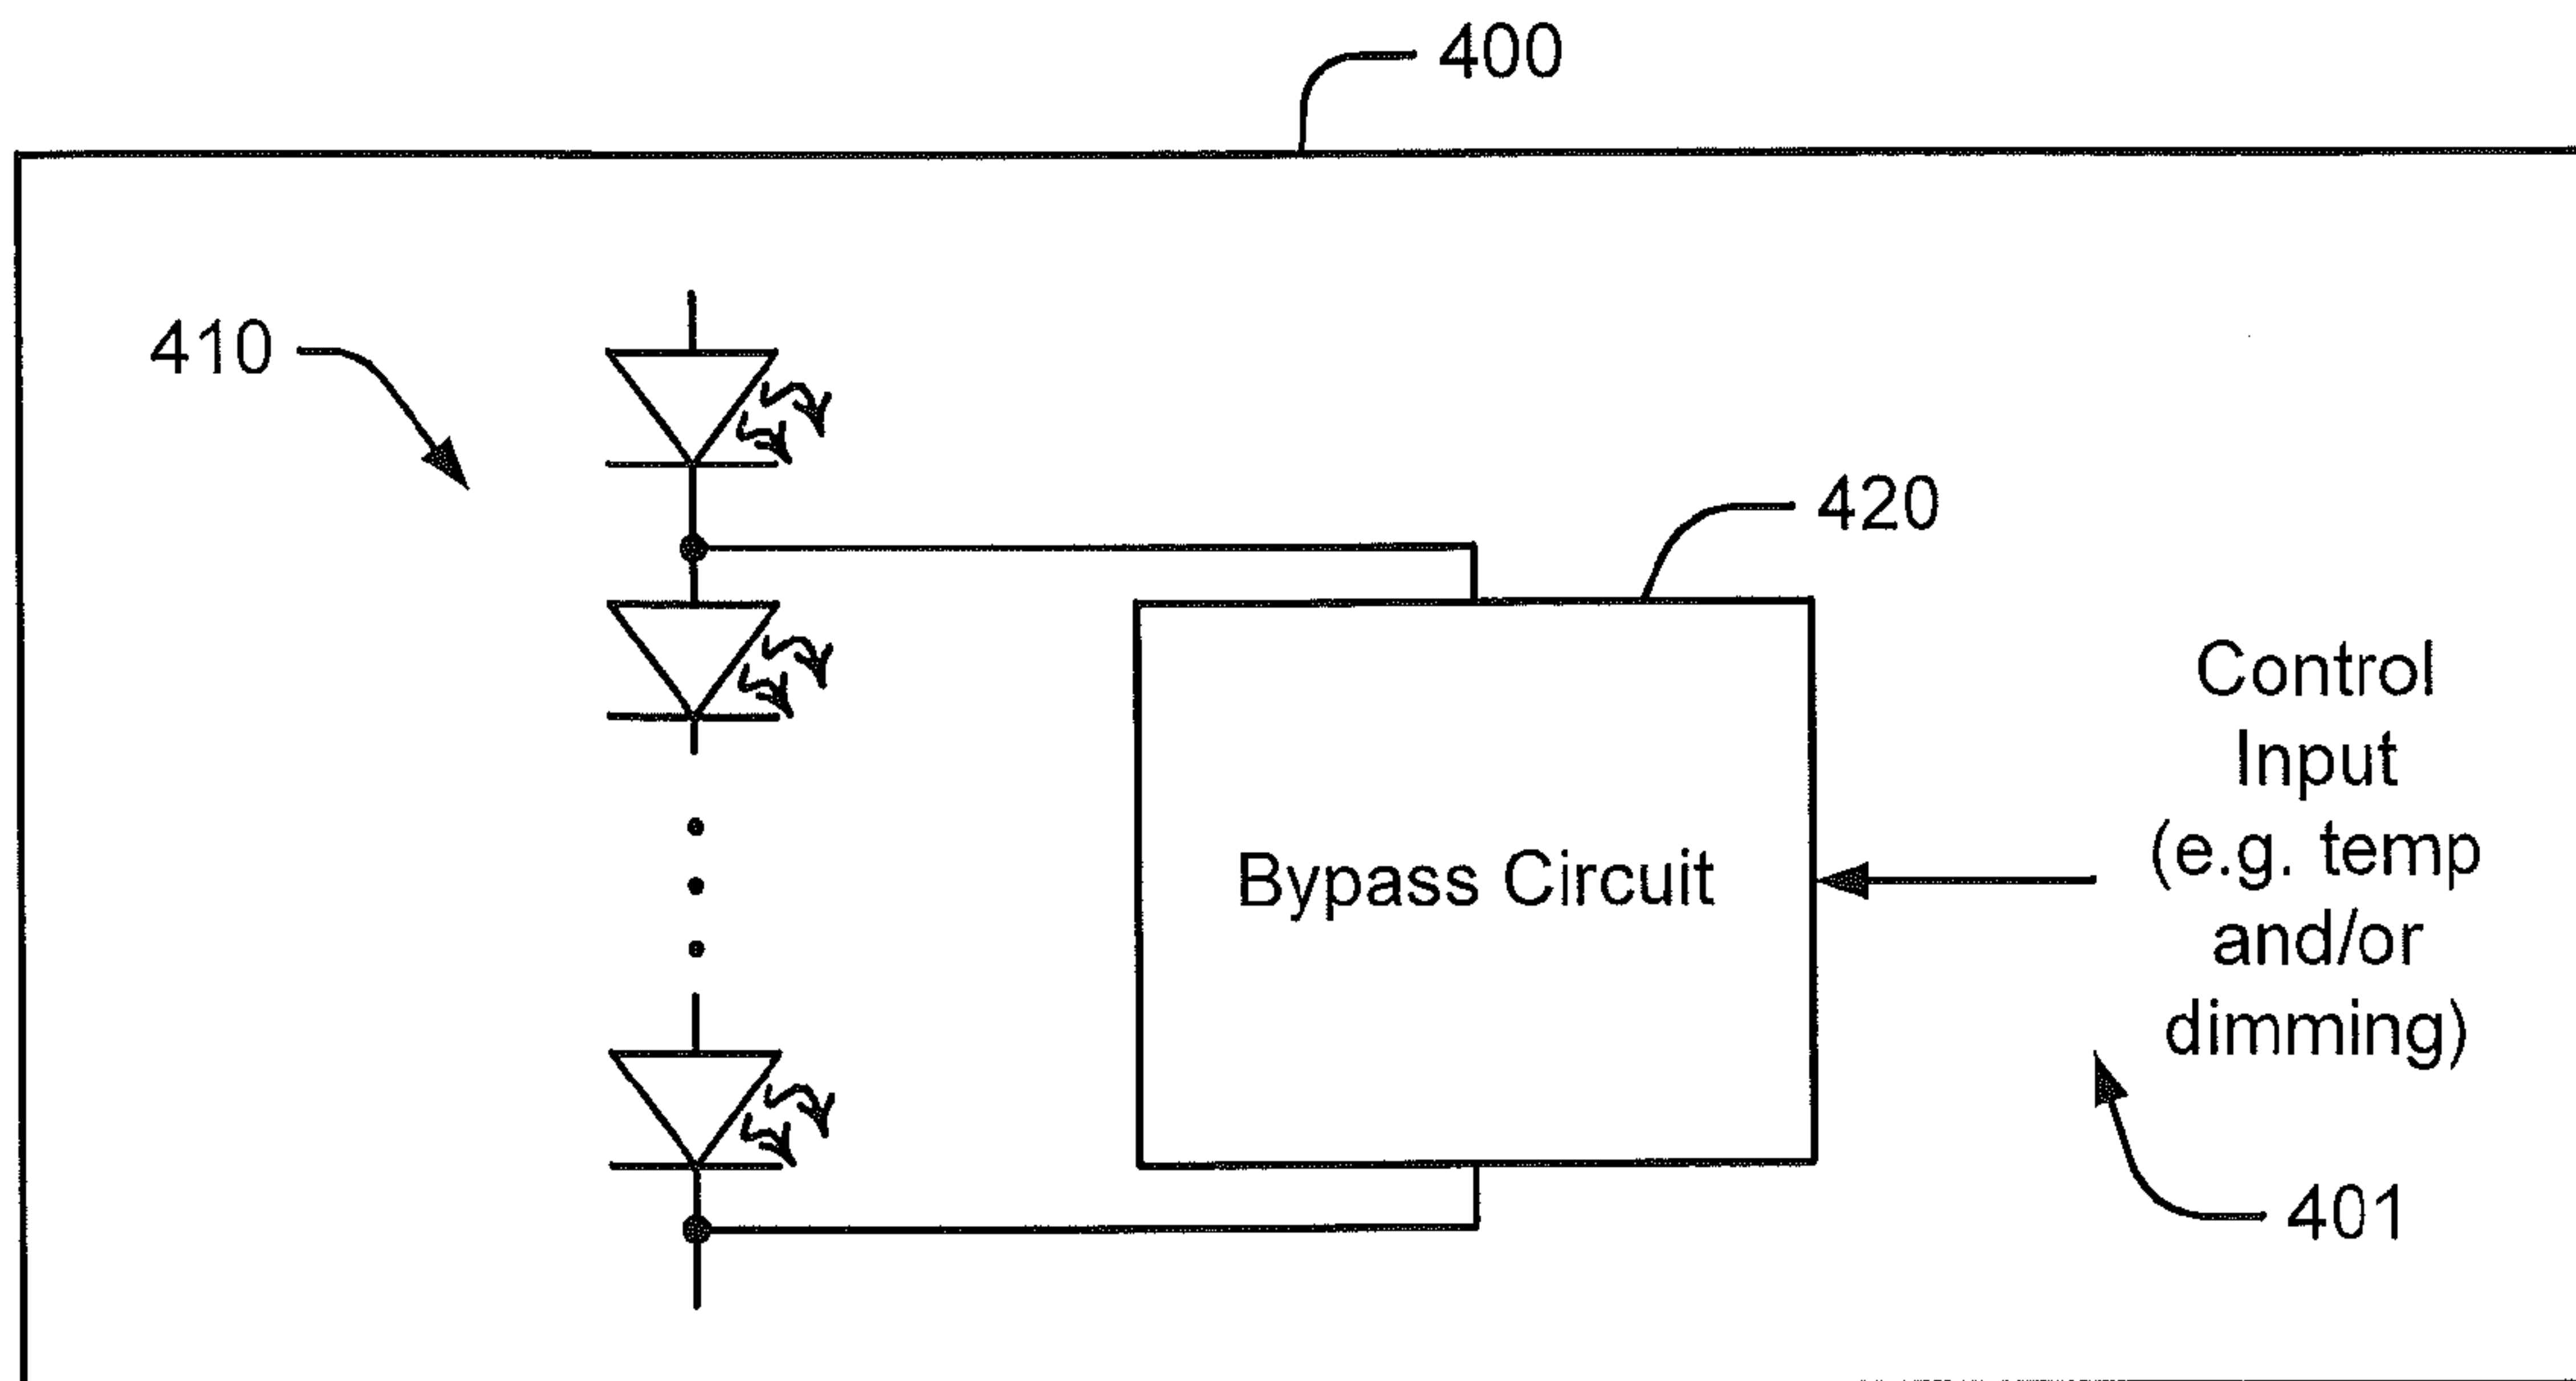 400
410
420
Control
Input
(e.g. temp
and/or
dimming)
Bypass Circuit
401